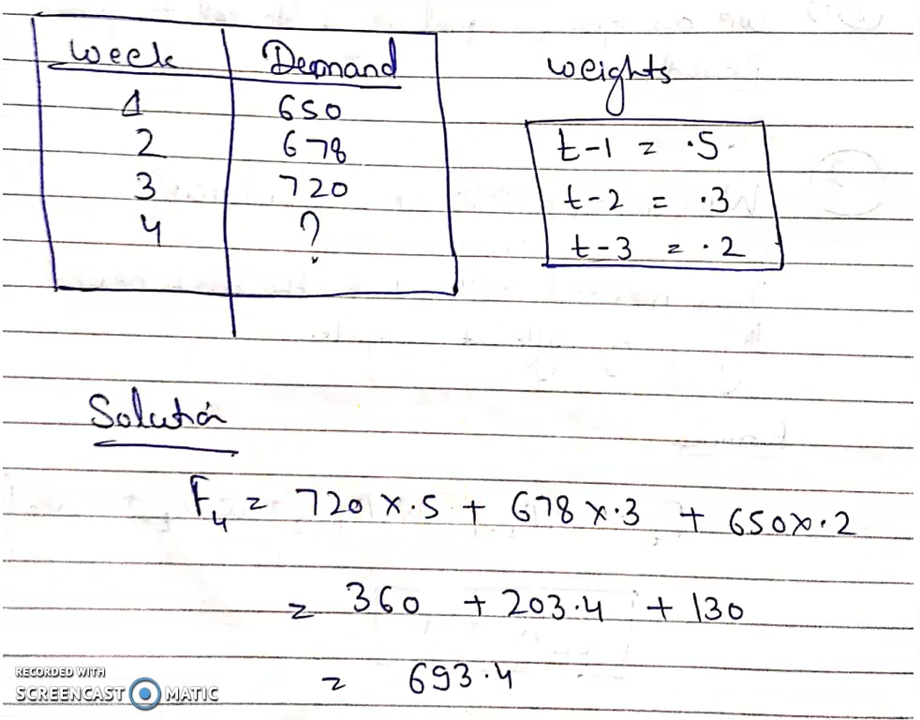 Week Demand
1 650
2 678
3 720
4 ?
weights
t-1 = .5
t-2 = .3
t-3 = .2
Solution
F4 = 720 x .5 + 678 x .3 + 650 x .2
= 360 + 203.4 + 130
= 693.4
RECORDED WITH
SCREENCAST MATIC